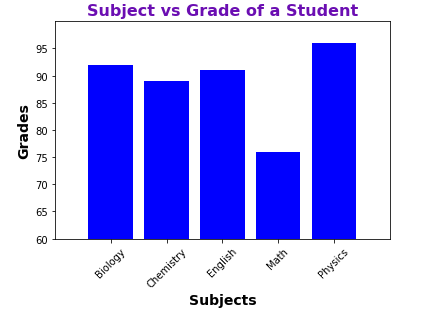 Subject vs Grade of a Student
Grades
95
90
85
80
75
70
65
60
Biology
Chemistry
English
Math
Physics
Subjects